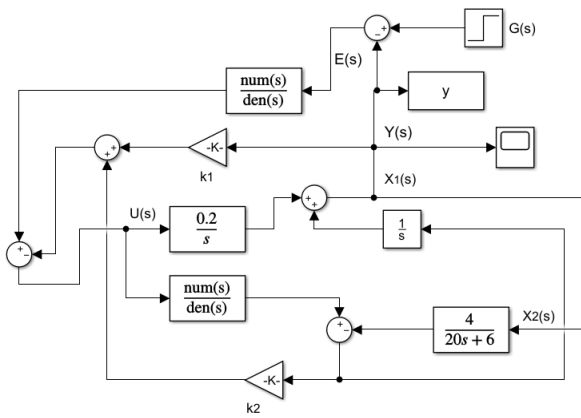 G(s)
- +
E(s)
num(s)
den(s)
y
Y(s)
+
+
-K-
k1
X1(s)
U(s)
0.2
s
+
+
1
s
+
-
num(s)
den(s)
+
-
4
20s + 6
X2(s)
-K-
k2